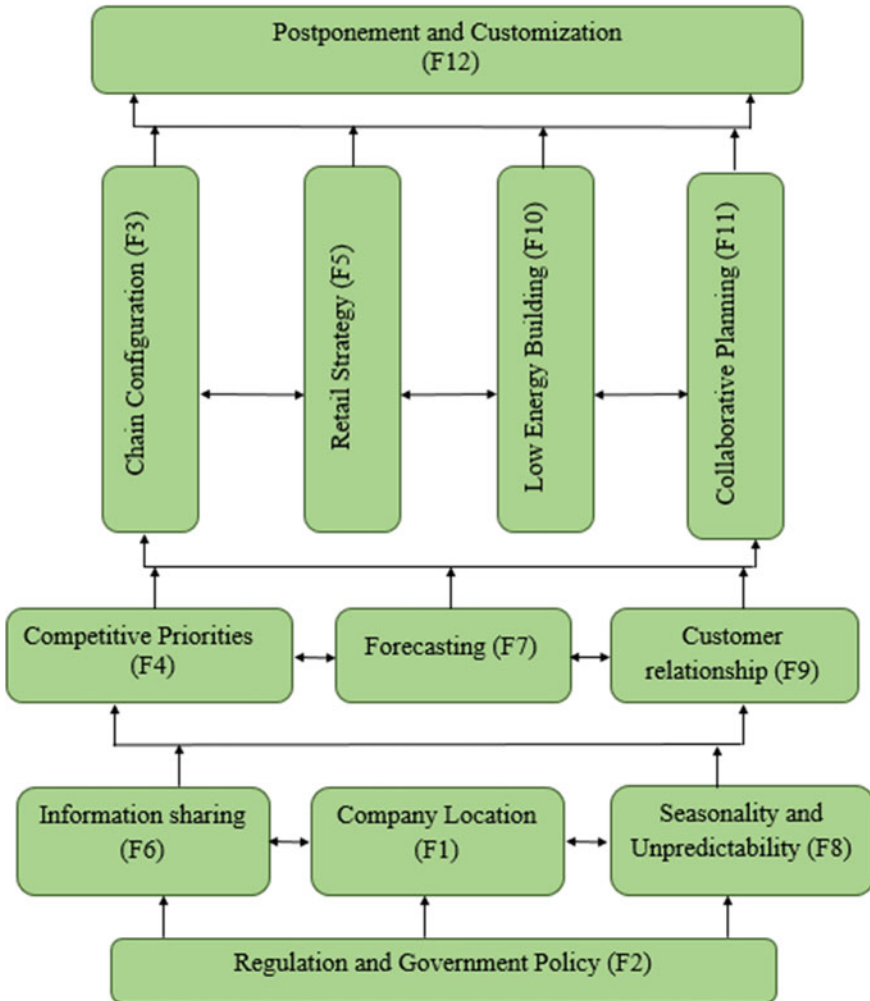 Postponement and Customization
(F12)
Chain Configuration (F3)
Retail Strategy (F5)
Low Energy Building (F10)
Collaborative Planning (F11)
Competitive Priorities
(F4)
Forecasting (F7)
Customer
relationship (F9)
Information sharing
(F6)
Company Location
(F1)
Seasonality and
Unpredictability (F8)
Regulation and Government Policy (F2)